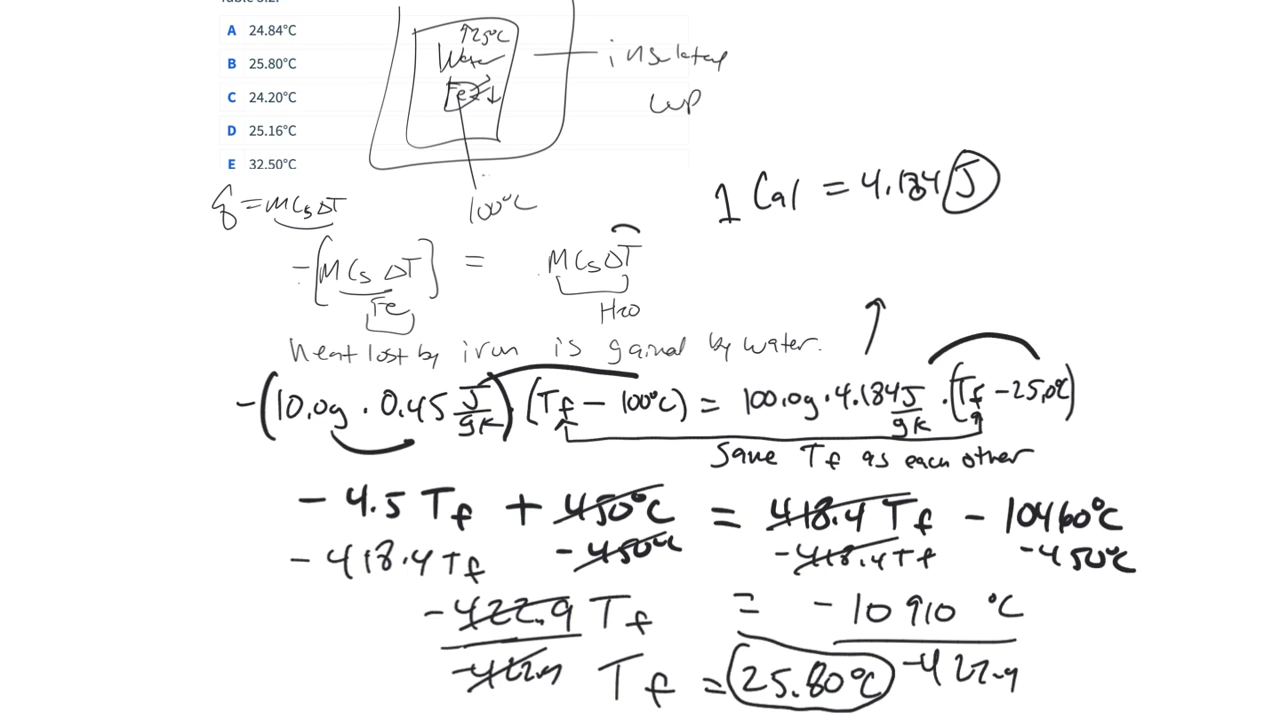 A 24.84°C
B 25.80°C
C 24.20°C
D 25.16°C
E 32.50°C
↑25°C
Water
Fe ↓
insulated
cup
100°C
1 Cal = 4.184 J
q = mCsΔT
-[MCsΔT] = MCsΔT
Fe H2O
heat lost by iron is gained by water.
-(10.0g · 0.45 J/gK) · (Tf - 100°C) = 100.0g · 4.184 J/gK · (Tf - 25.0°C)
Same Tf as each other
- 4.5 Tf + 450°C = 418.4 Tf - 10460°C
- 418.4 Tf - 450°C - 418.4 Tf - 450°C
- 422.9 Tf = - 10910 °C
- 422.9 - 422.9
Tf = 25.80°C